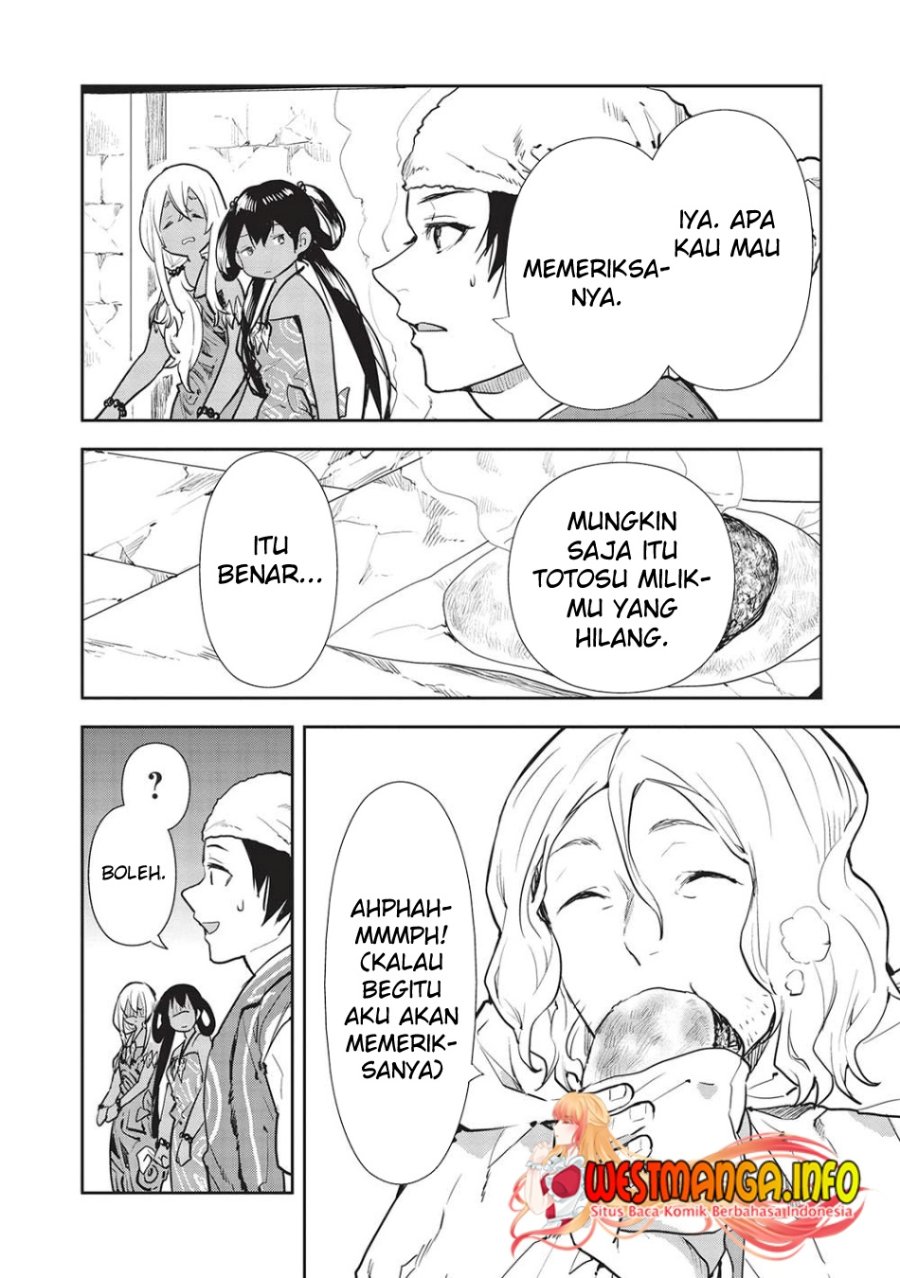 IYA. APA
KAU MAU
MEMERIKSA-
NYA.
MUNGKIN
SAJA ITU
TOTOSU MILIK-
MU YANG
HILANG.
ITU
BENAR...
AHPHAH-
MMMPH!
(KALAU
BEGITU
AKU AKAN
MEMERIK-
SANYA)
?
BOLEH.
WESTMANGA.INFO
Situs Baca Komik Berbahasa Indonesia